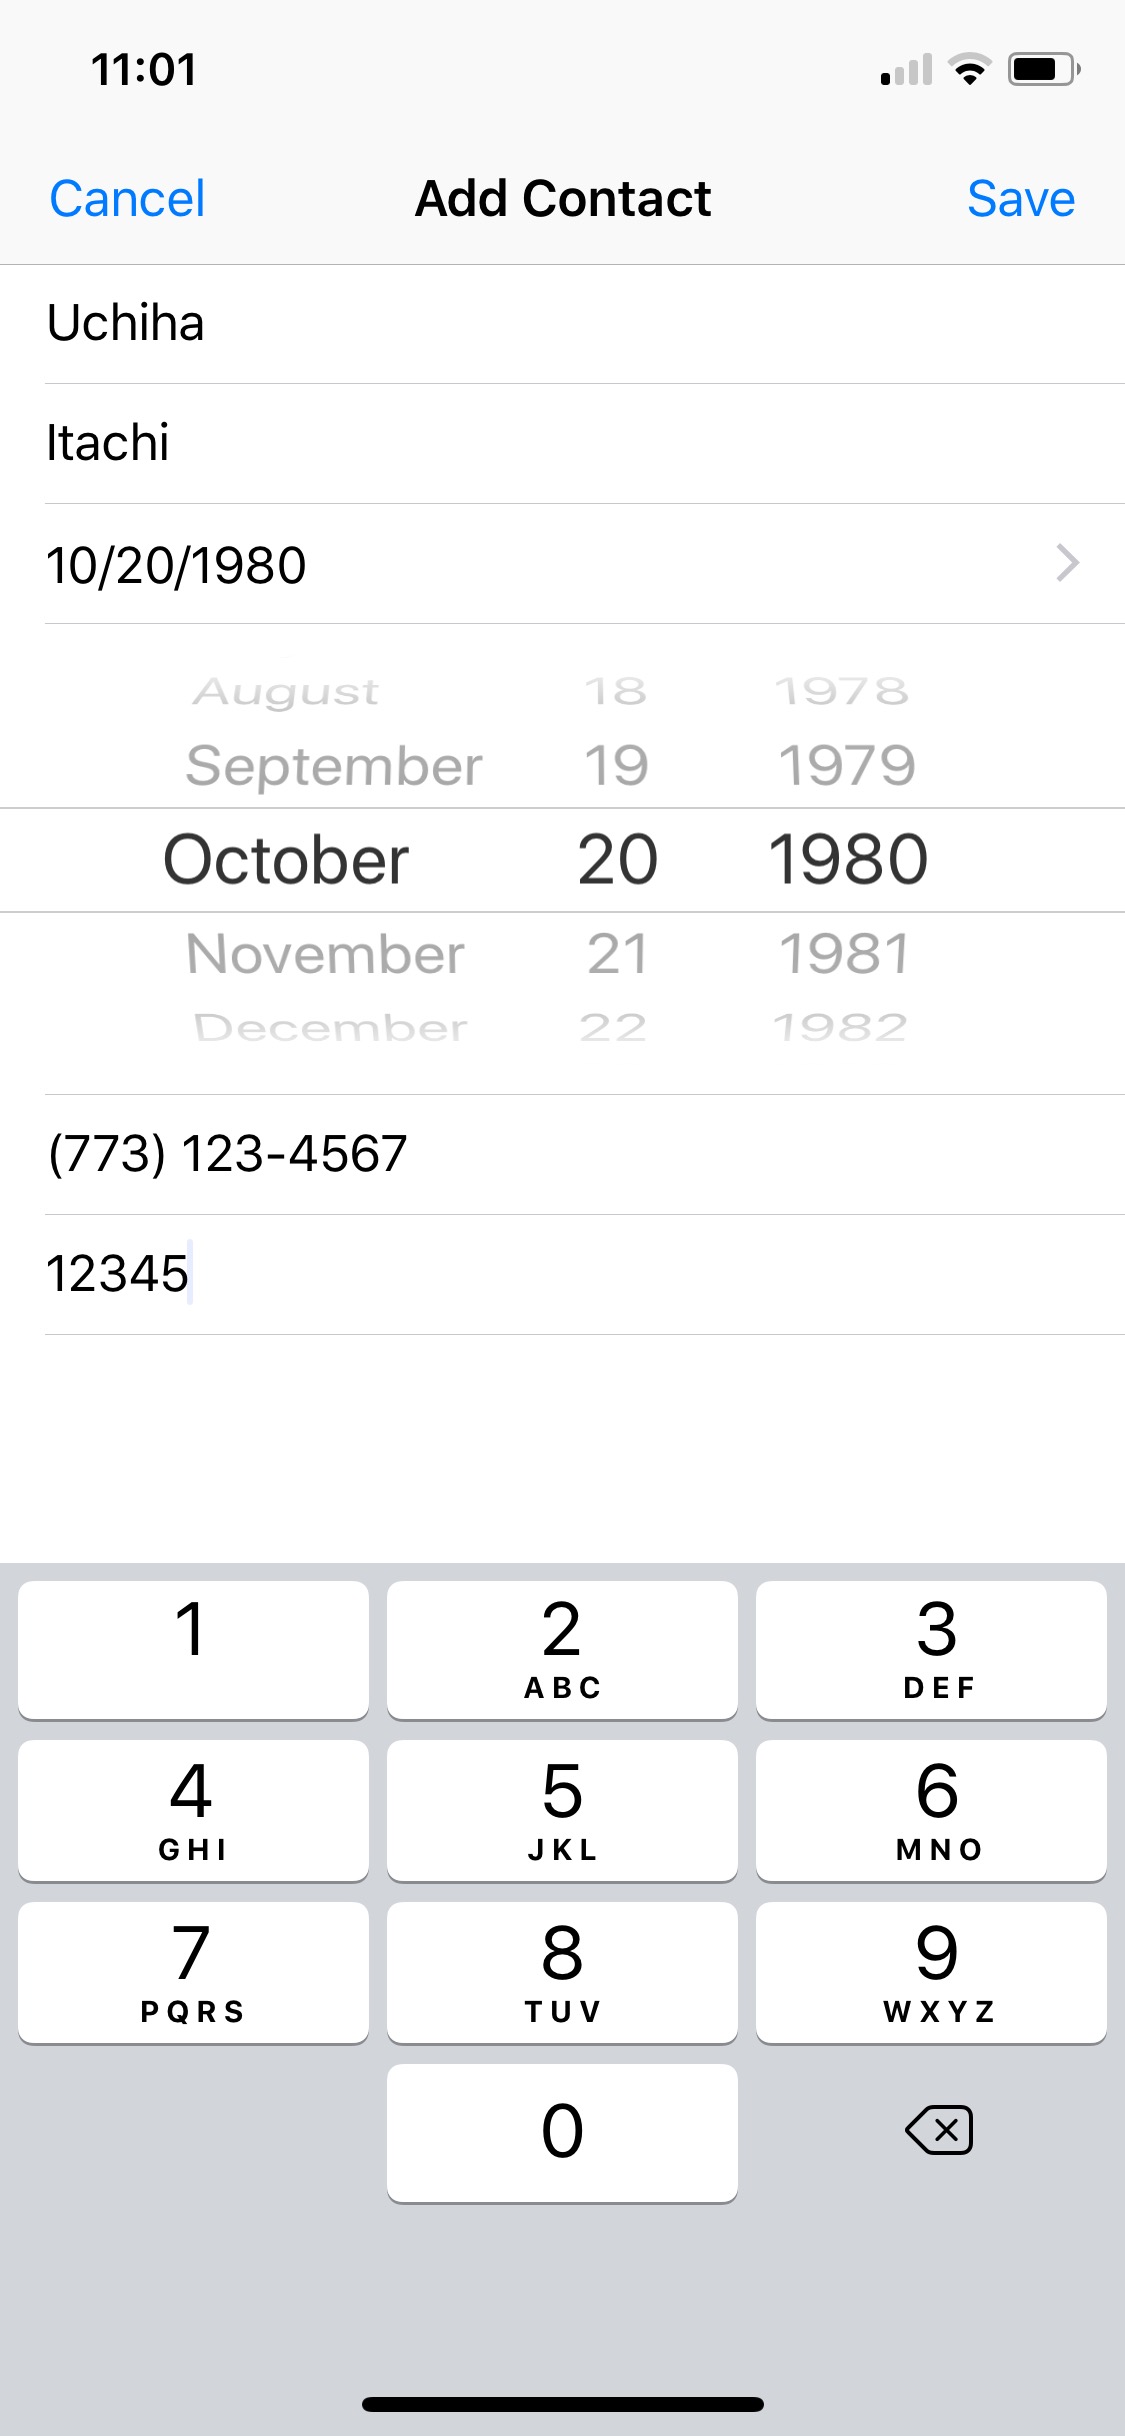 11:01
Cancel Add Contact Save
Uchiha
Itachi
10/20/1980
August 18 1978
September 19 1979
October 20 1980
November 21 1981
December 22 1982
(773) 123-4567
12345
1 2 3
ABC DEF
4 5 6
GHI JKL MNO
7 8 9
PQRS TUV WXYZ
0